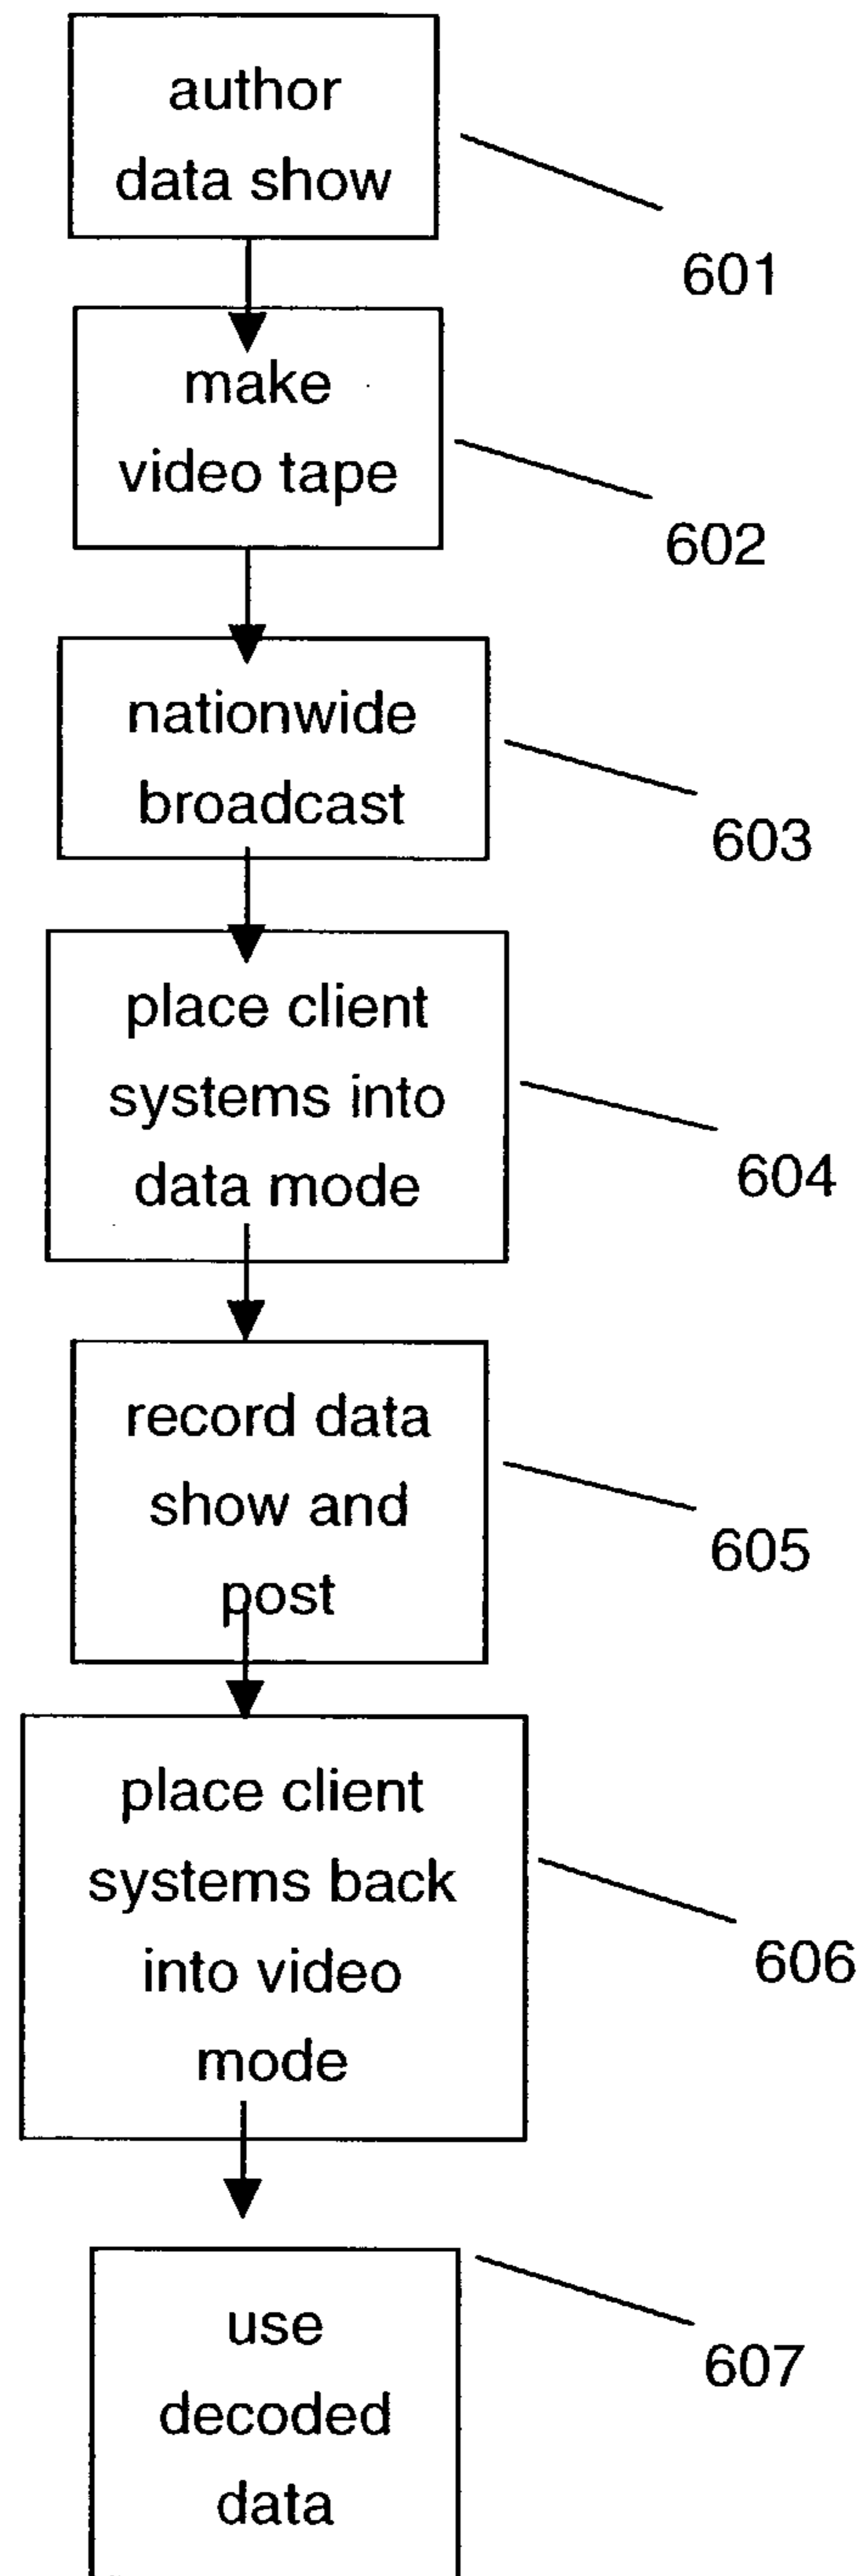 author
data show
601
make
video tape
602
nationwide
broadcast
603
place client
systems into
data mode
604
record data
show and
post
605
place client
systems back
into video
mode
606
use
decoded
data
607